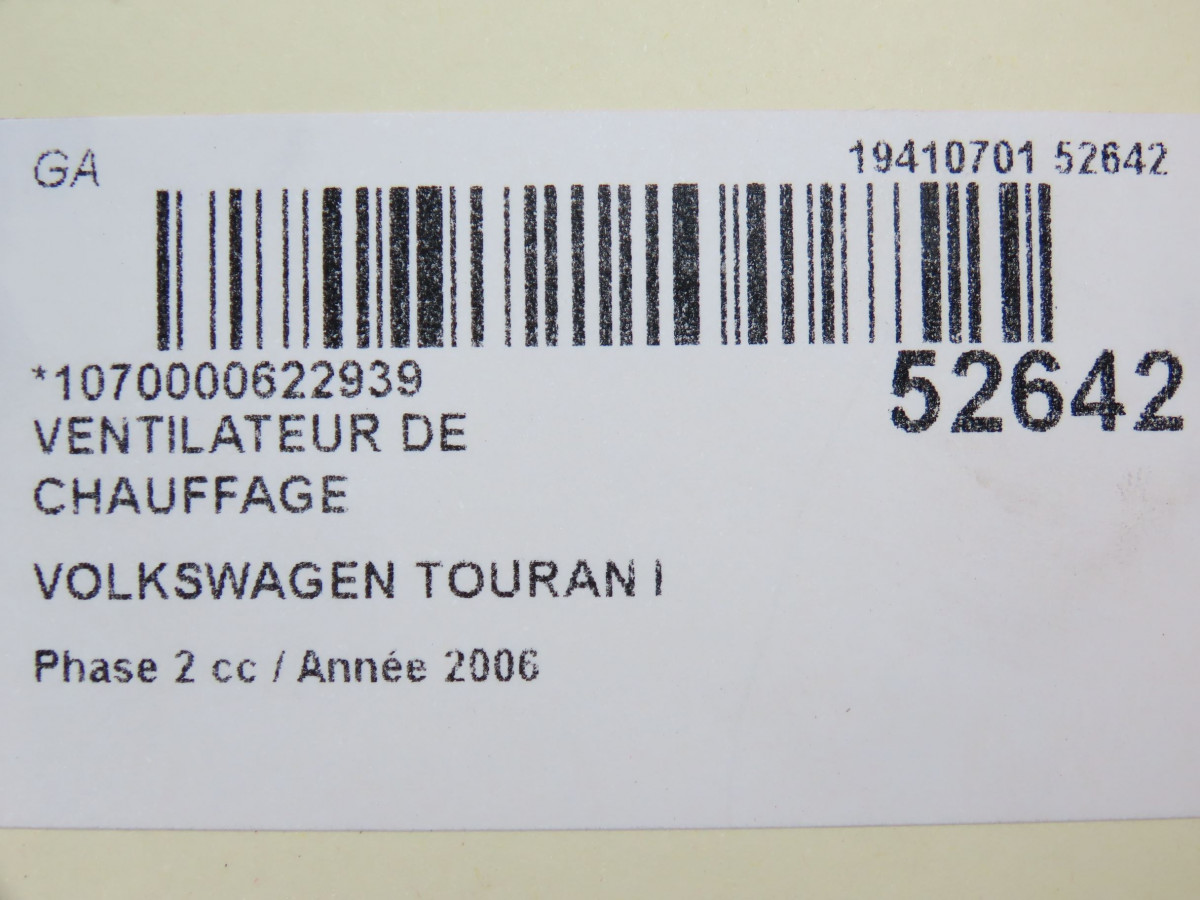 GA
19410701 52642
*1070000622939
52642
VENTILATEUR DE
CHAUFFAGE
VOLKSWAGEN TOURAN I
Phase 2 cc / Année 2006